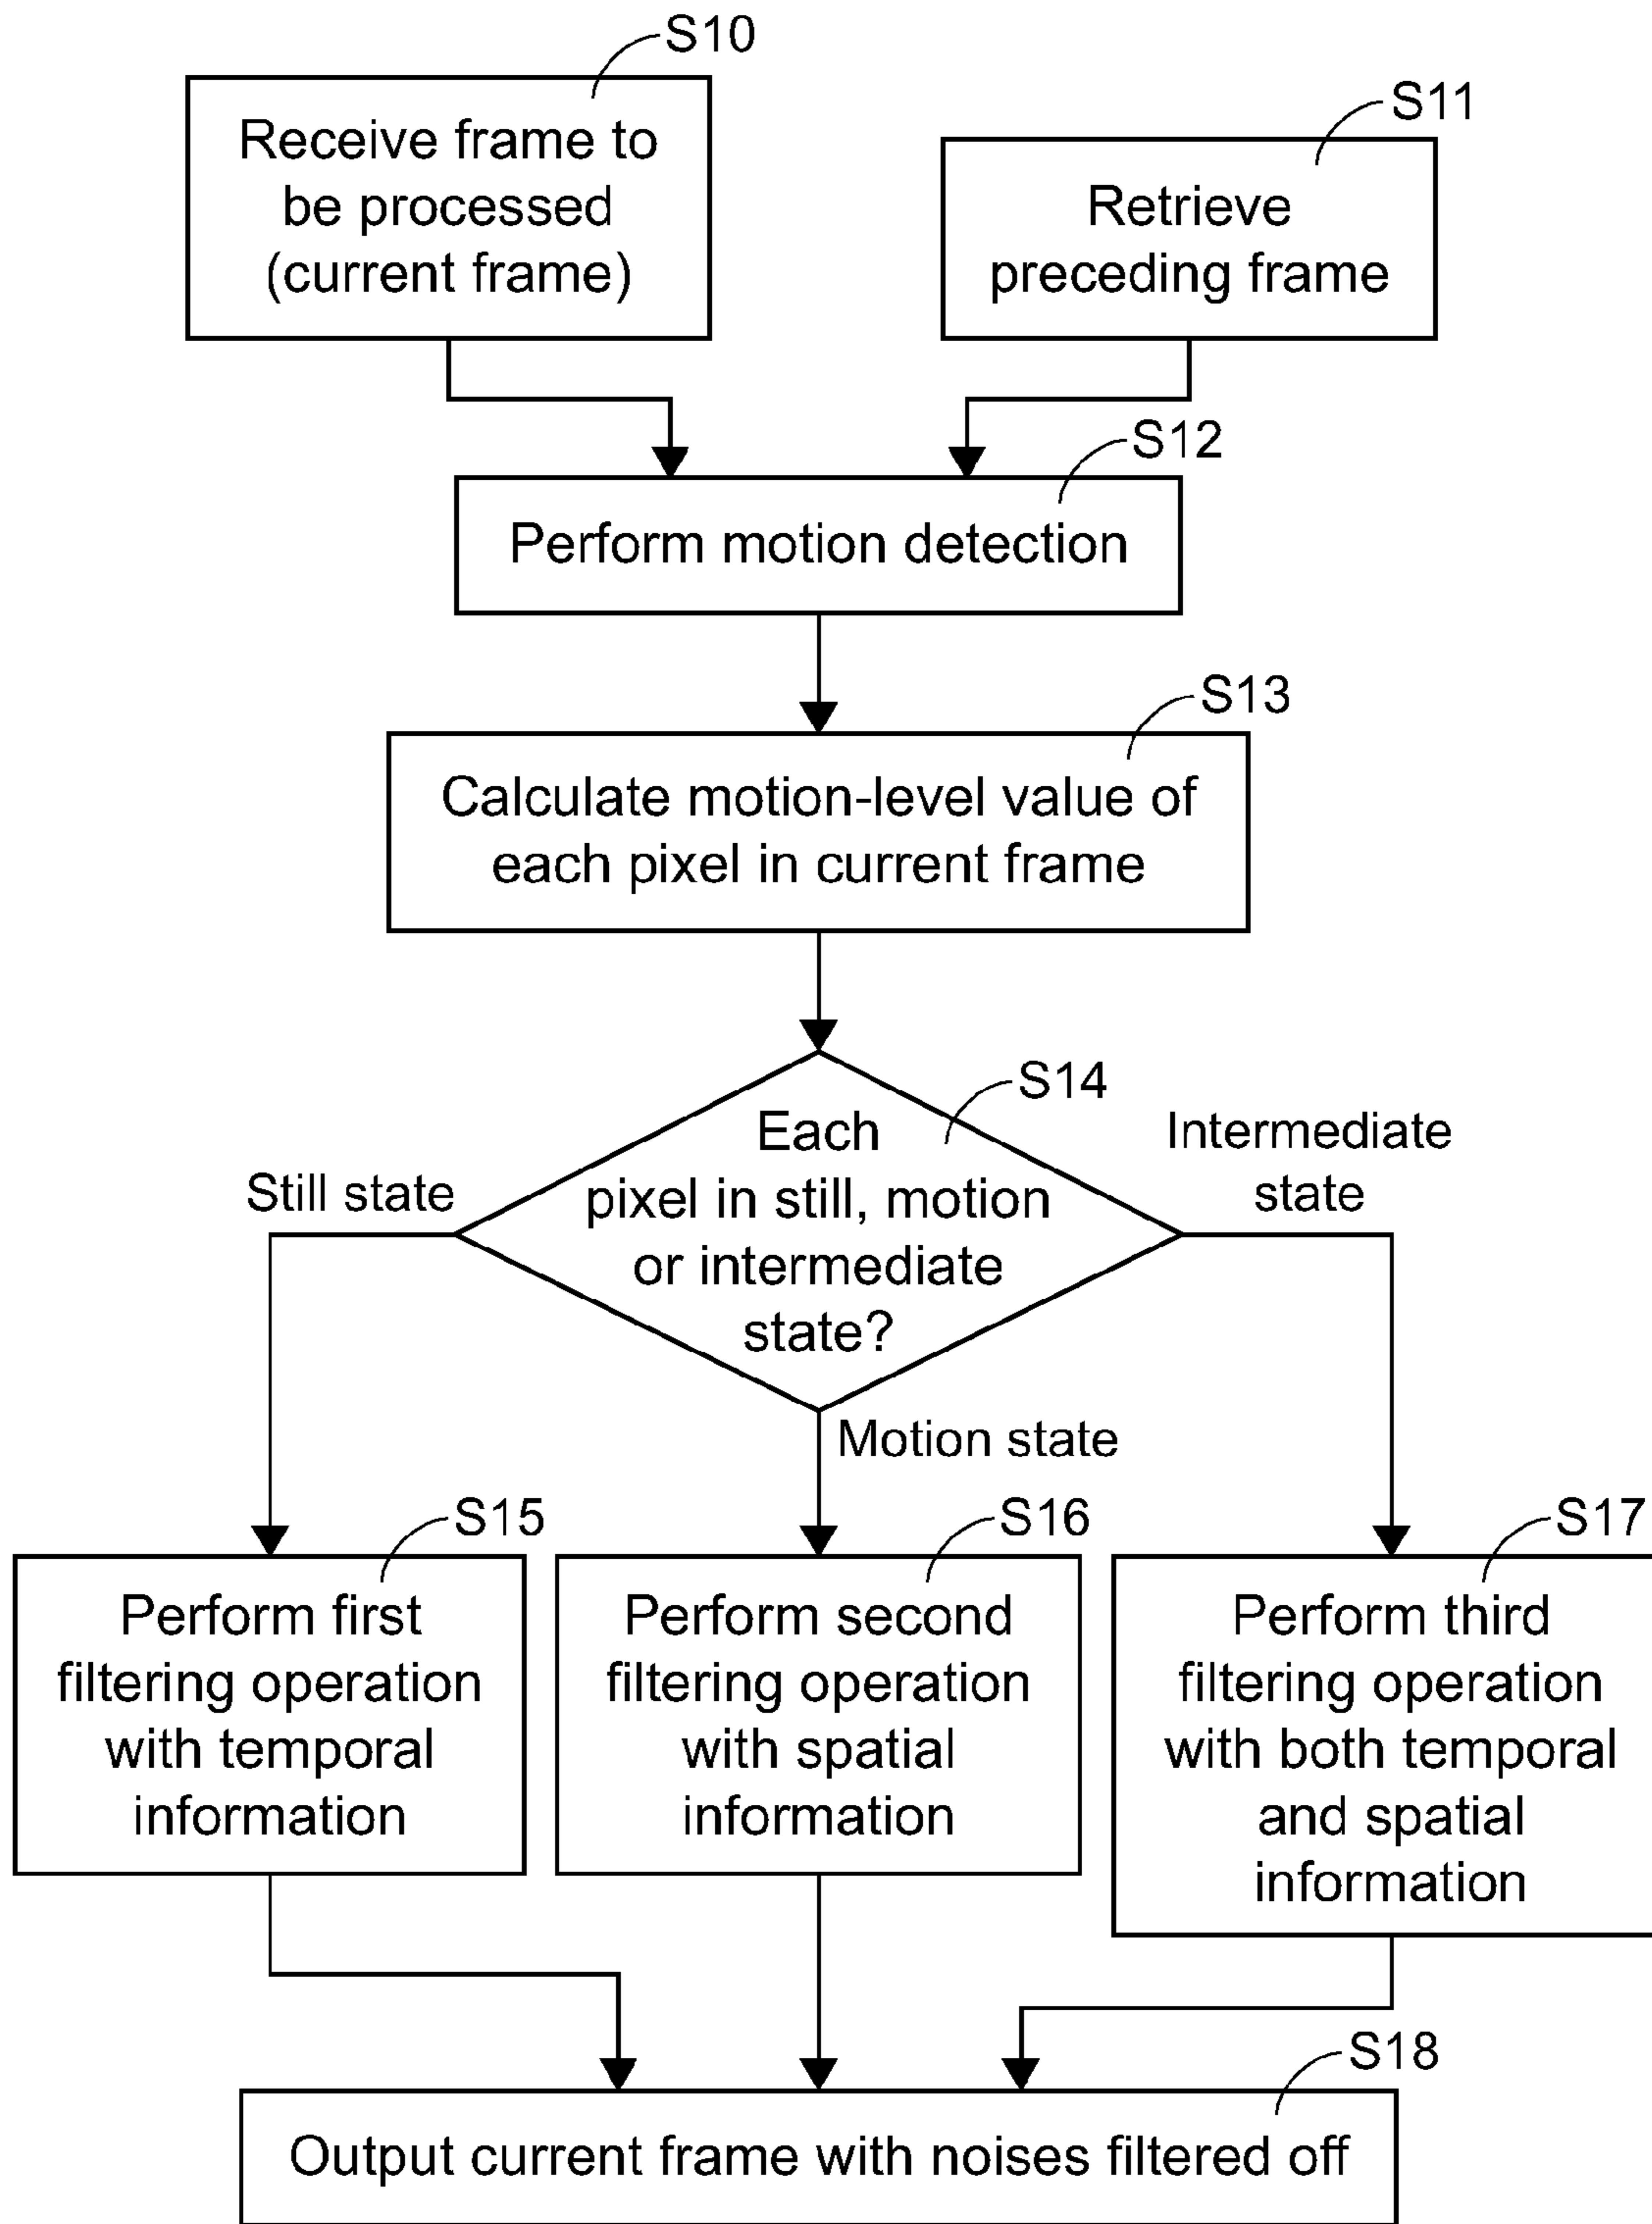 S10
Receive frame to
be processed
(current frame)
S11
Retrieve
preceding frame
S12
Perform motion detection
S13
Calculate motion-level value of
each pixel in current frame
S14
Each
pixel in still, motion
or intermediate
state?
Still state
Intermediate
state
Motion state
S15
Perform first
filtering operation
with temporal
information
S16
Perform second
filtering operation
with spatial
information
S17
Perform third
filtering operation
with both temporal
and spatial
information
S18
Output current frame with noises filtered off